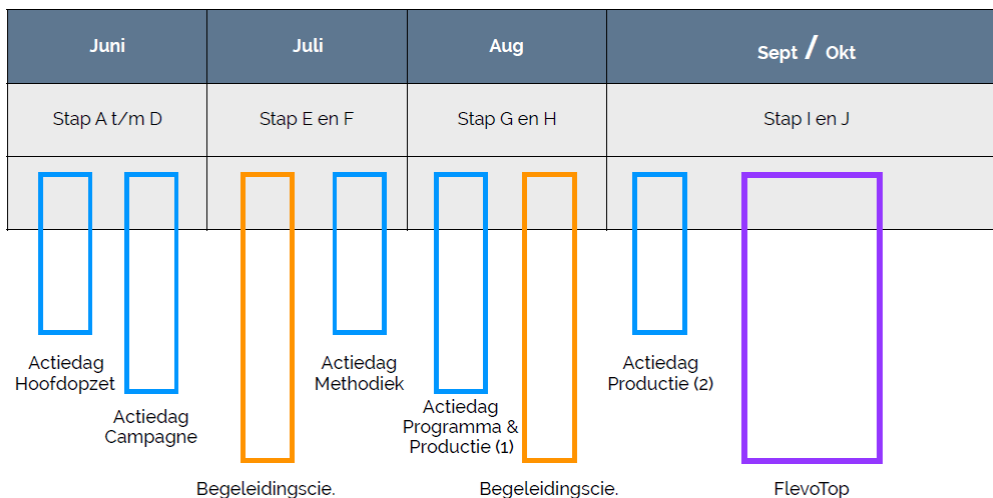 Juni
Juli
Aug
Sept / Okt
Stap A t/m D
Stap E en F
Stap G en H
Stap I en J
Actiedag
Hoofdopzet
Actiedag
Campagne
Begeleidingscie.
Actiedag
Methodiek
Actiedag
Programma &
Productie (1)
Begeleidingscie.
Actiedag
Productie (2)
FlevoTop